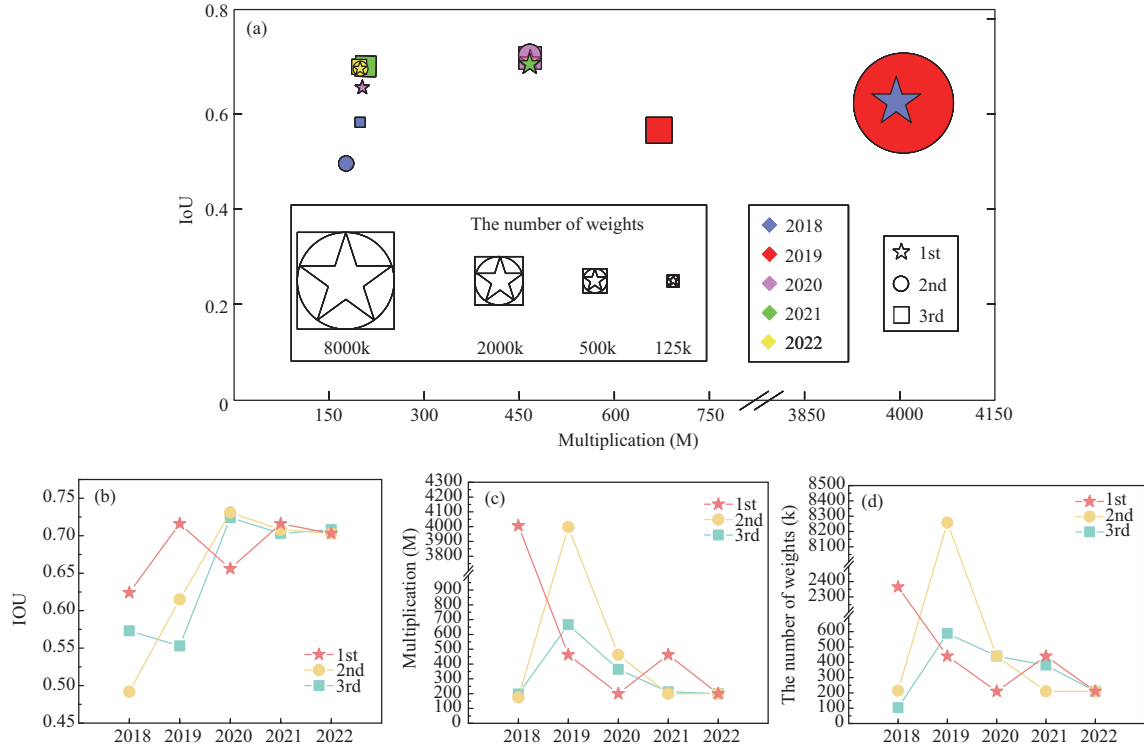 (a)
IoU
0.8
0.6
0.4
0.2
0
The number of weights
8000k 2000k 500k 125k
2018
2019
2020
2021
2022
1st
2nd
3rd
150 300 450 600 750 3850 4000 4150
Multiplication (M)
(b)
IOU
0.75
0.70
0.65
0.60
0.55
0.50
0.45
1st
2nd
3rd
2018 2019 2020 2021 2022
(c)
Multiplication (M)
4300
4200
4100
4000
3900
3800
900
800
700
600
500
400
300
200
100
0
1st
2nd
3rd
2018 2019 2020 2021 2022
(d)
The number of weights (k)
8500
8400
8300
8200
8100
2400
2300
600
500
400
300
200
100
0
1st
2nd
3rd
2018 2019 2020 2021 2022